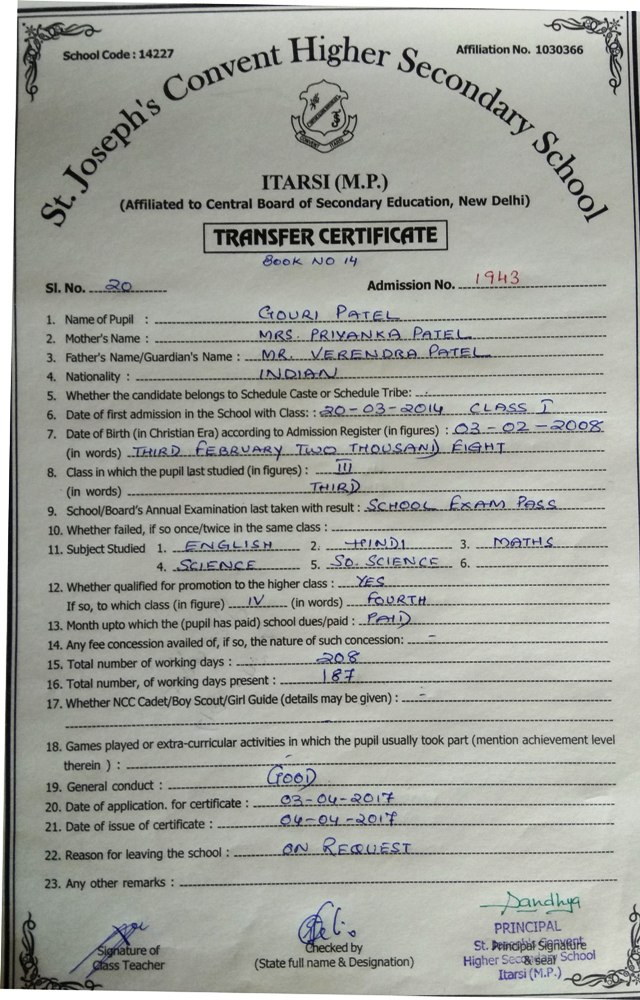 School Code : 14227
Affiliation No. 1030366
St. Joseph's Convent Higher Secondary School
CONVENT ITARSI
ITARSI (M.P.)
(Affiliated to Central Board of Secondary Education, New Delhi)
TRANSFER CERTIFICATE
BOOK NO 14
Sl. No. 20 Admission No. 1943
1. Name of Pupil : GOURI PATEL
2. Mother's Name : MRS. PRIYANKA PATEL
3. Father's Name/Guardian's Name : MR. VERENDRA PATEL
4. Nationality : INDIAN
5. Whether the candidate belongs to Schedule Caste or Schedule Tribe:
6. Date of first admission in the School with Class: : 20-03-2014 CLASS I
7. Date of Birth (in Christian Era) according to Admission Register (in figures) : 03-02-2008
(in words) THIRD FEBRUARY TWO THOUSAND EIGHT
8. Class in which the pupil last studied (in figures) : III
(in words) THIRD
9. School/Board's Annual Examination last taken with result : SCHOOL EXAM PASS
10. Whether failed, if so once/twice in the same class :
11. Subject Studied 1. ENGLISH 2. HINDI 3. MATHS
4. SCIENCE 5. SO. SCIENCE 6.
12. Whether qualified for promotion to the higher class : YES
If so, to which class (in figure) IV (in words) FOURTH
13. Month upto which the (pupil has paid) school dues/paid : PAID
14. Any fee concession availed of, if so, the nature of such concession: -
15. Total number of working days : 208
16. Total number, of working days present : 187
17. Whether NCC Cadet/Boy Scout/Girl Guide (details may be given) : -
18. Games played or extra-curricular activities in which the pupil usually took part (mention achievement level
therein ) : -
19. General conduct : GOOD
20. Date of application. for certificate : 03-04-2017
21. Date of issue of certificate : 04-04-2017
22. Reason for leaving the school : ON REQUEST
23. Any other remarks :
Sandhya
PRINCIPAL
Signature of
Class Teacher
Checked by
(State full name & Designation)
Principal Signature
& seal
St. Joseph's Convent
Higher Secondary School
Itarsi (M.P.)